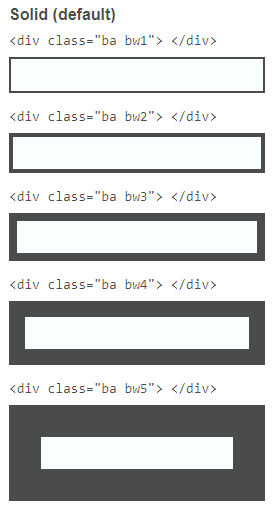 Solid (default)
<div class="ba bw1"> </div>
<div class="ba bw2"> </div>
<div class="ba bw3"> </div>
<div class="ba bw4"> </div>
<div class="ba bw5"> </div>